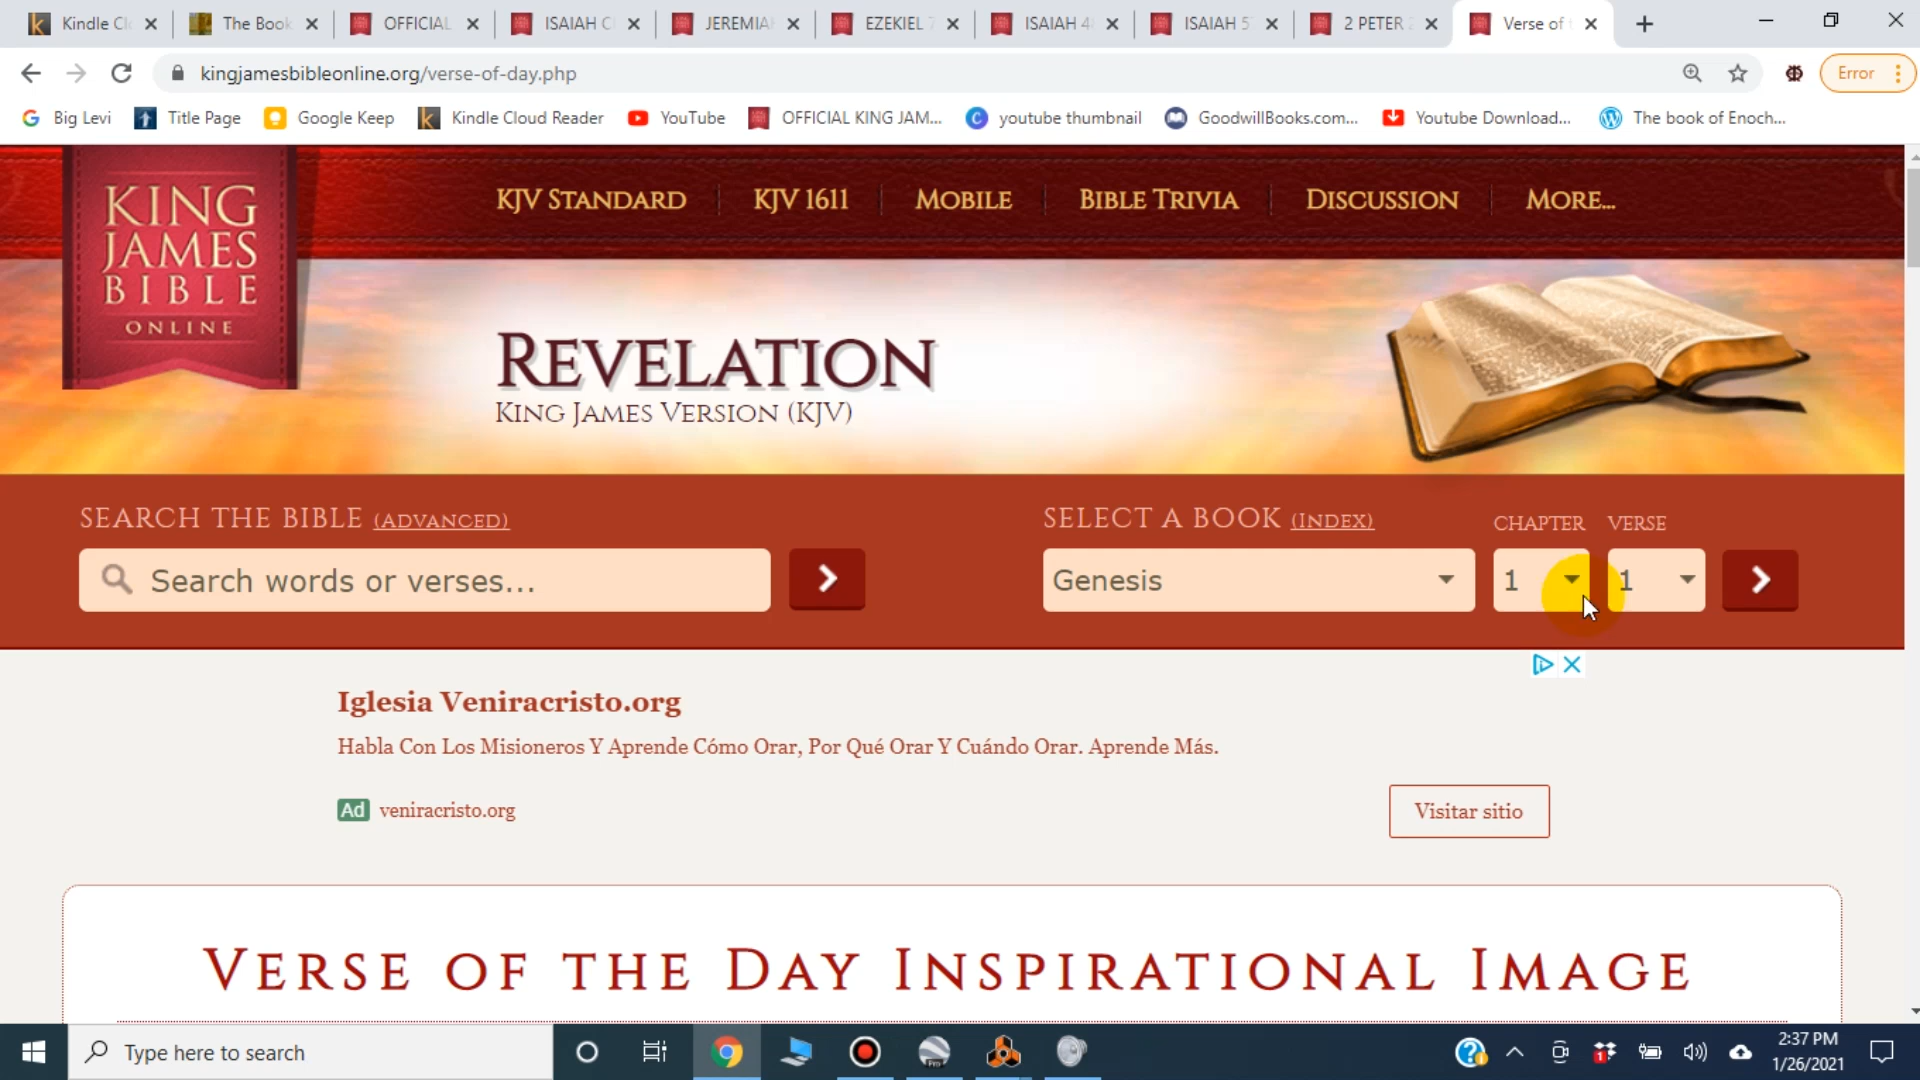 Kindle Cl
The Book
OFFICIAL
ISAIAH C
JEREMIA
EZEKIEL 7
ISAIAH 4
ISAIAH 5
2 PETER 2
Verse of
kingjamesbibleonline.org/verse-of-day.php
Error
Big Levi
Title Page
Google Keep
Kindle Cloud Reader
YouTube
OFFICIAL KING JAM...
youtube thumbnail
GoodwillBooks.com...
Youtube Download...
The book of Enoch...
KING
JAMES
BIBLE
ONLINE
KJV STANDARD
KJV 1611
MOBILE
BIBLE TRIVIA
DISCUSSION
MORE...
REVELATION
KING JAMES VERSION (KJV)
SEARCH THE BIBLE (ADVANCED)
SELECT A BOOK (INDEX)
CHAPTER
VERSE
Search words or verses...
Genesis
1
1
Iglesia Veniracristo.org
Habla Con Los Misioneros Y Aprende Cómo Orar, Por Qué Orar Y Cuándo Orar. Aprende Más.
Ad veniracristo.org
Visitar sitio
VERSE OF THE DAY INSPIRATIONAL IMAGE
Type here to search
2:37 PM
1/26/2021